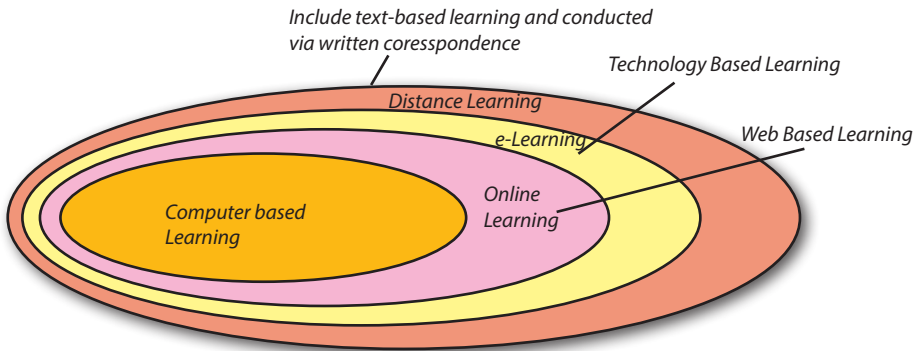 Include text-based learning and conducted
via written coresspondence
Technology Based Learning
Distance Learning
Web Based Learning
e-Learning
Online
Learning
Computer based
Learning